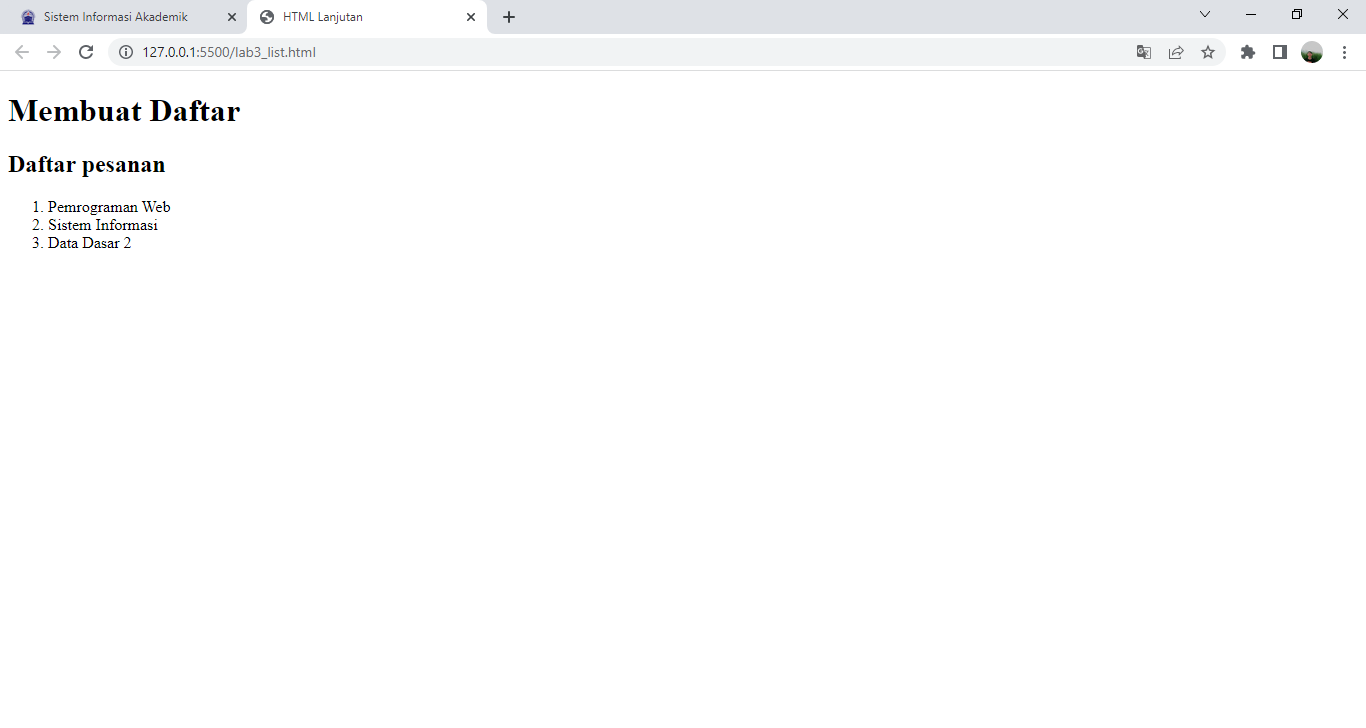 Sistem Informasi Akademik
HTML Lanjutan
127.0.0.1:5500/lab3_list.html
Membuat Daftar
Daftar pesanan
1. Pemrograman Web
2. Sistem Informasi
3. Data Dasar 2